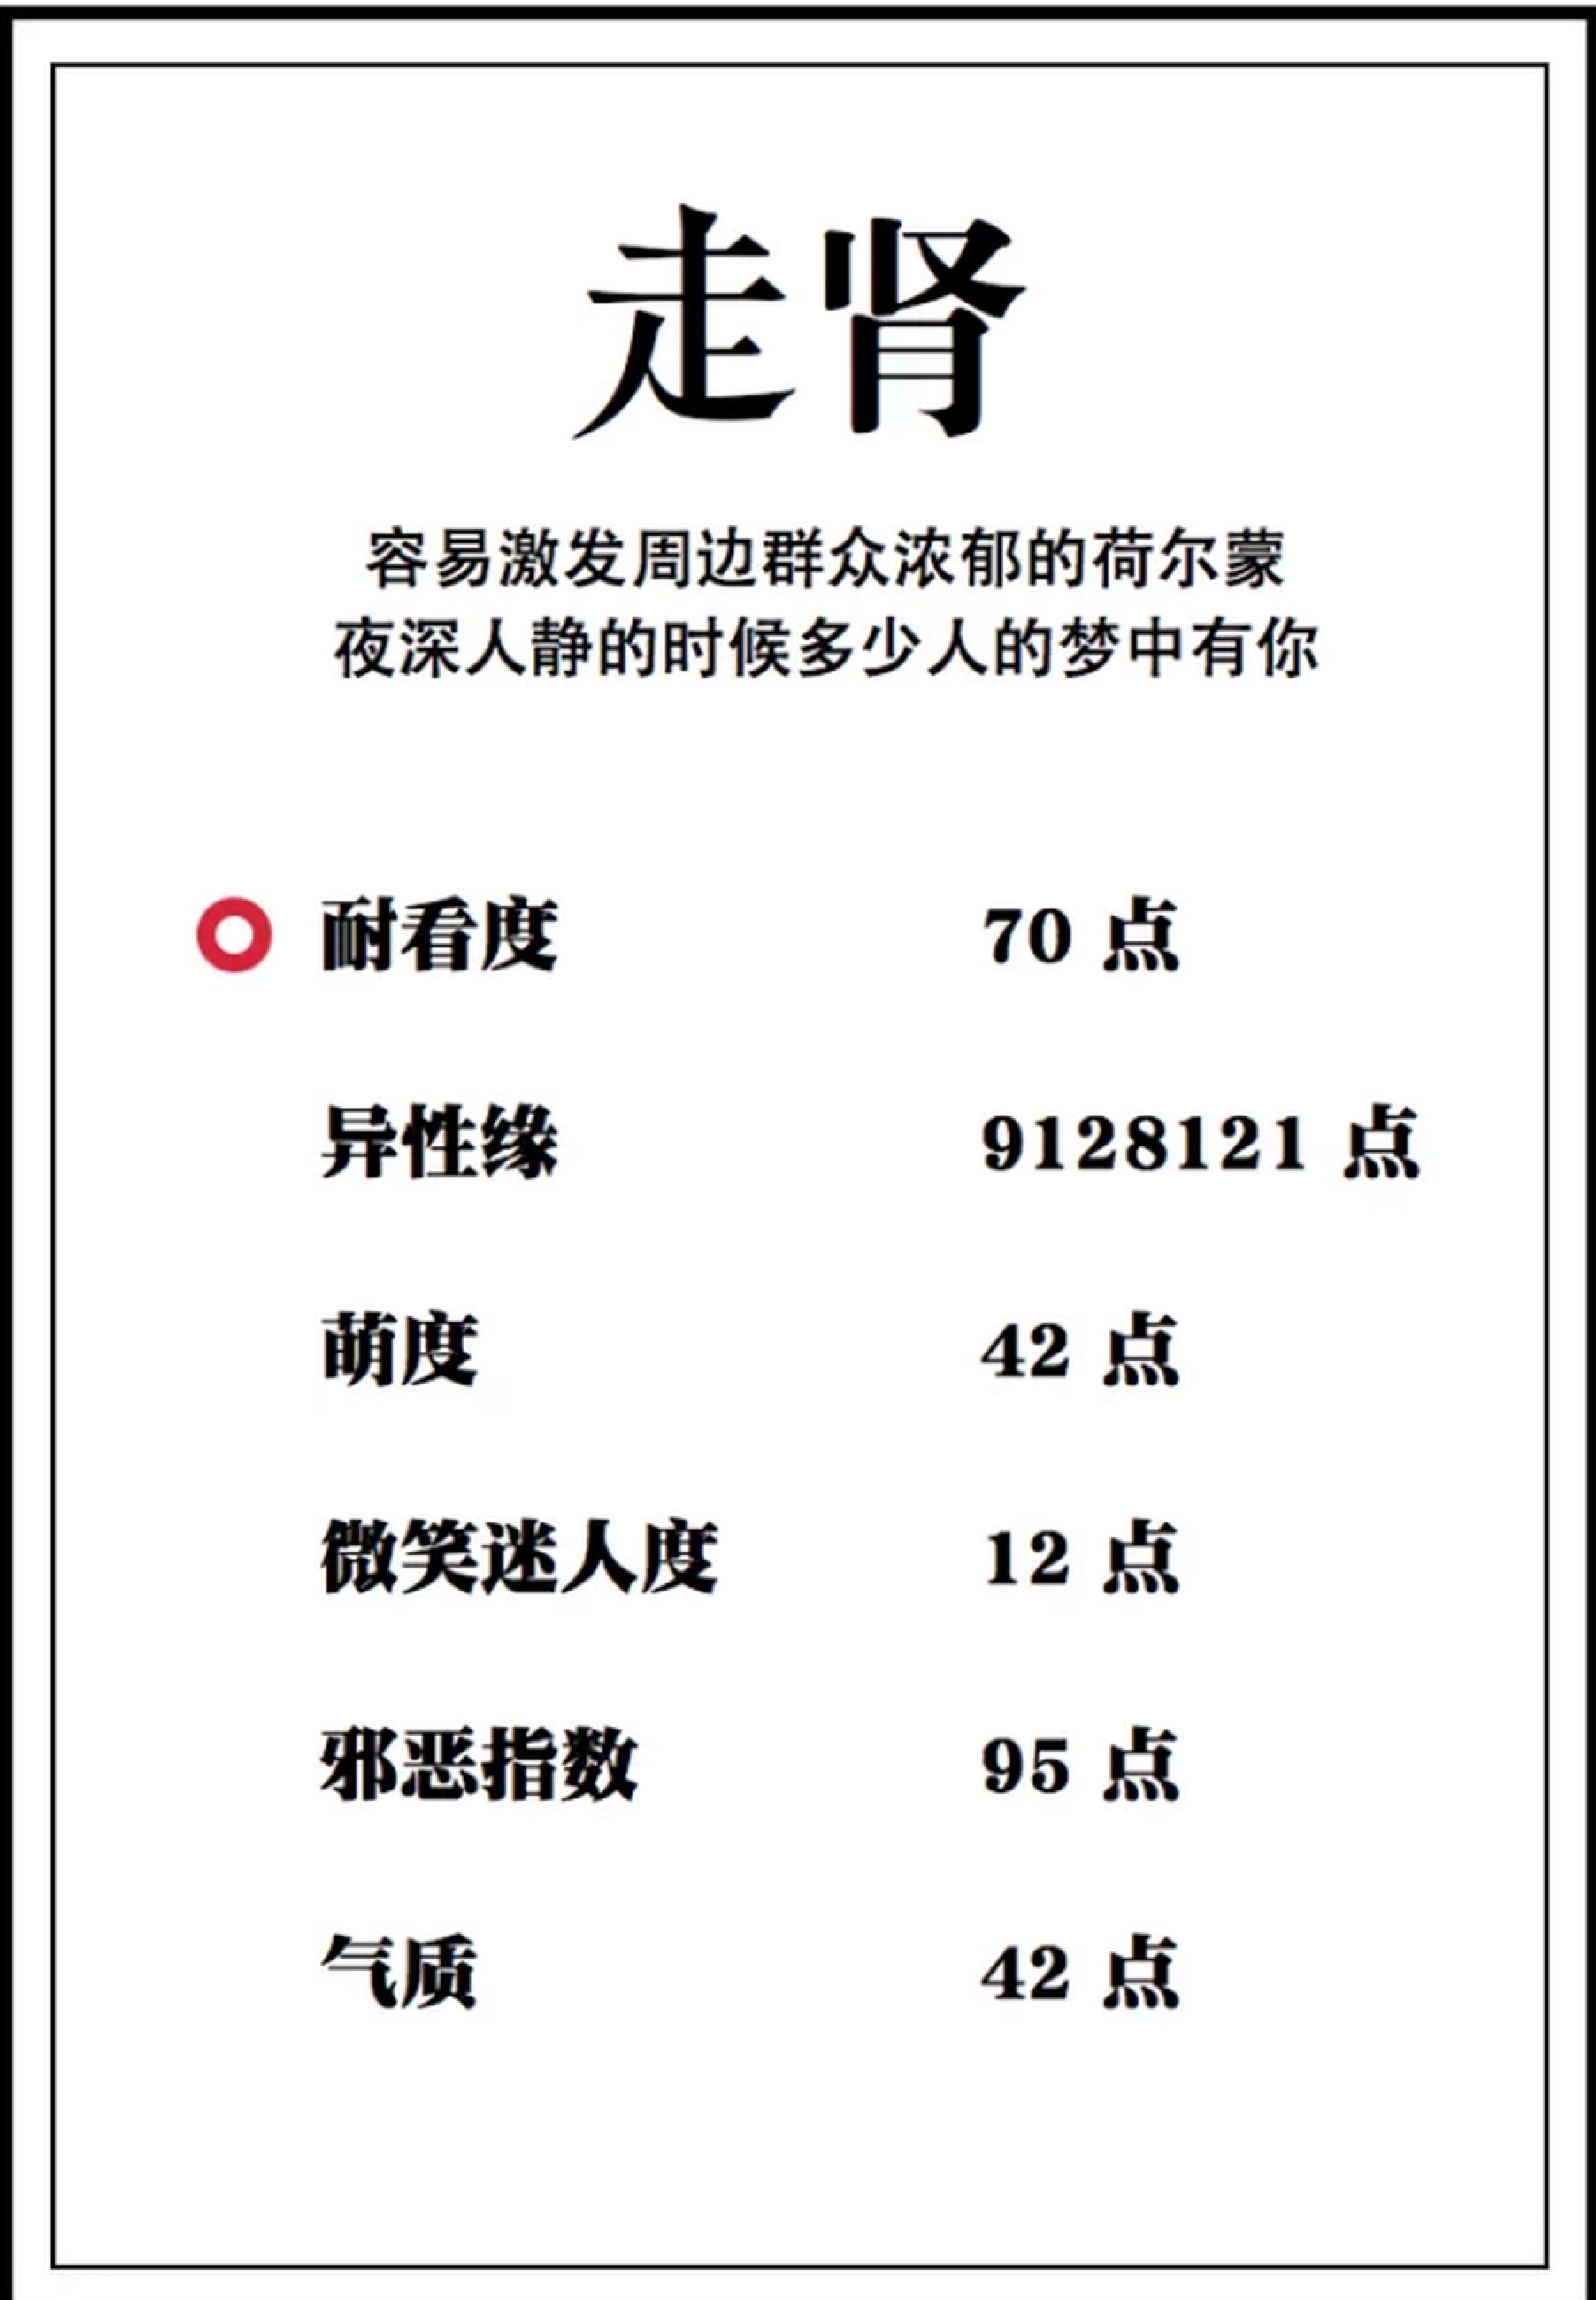 走肾
容易激发周边群众浓郁的荷尔蒙
夜深人静的时候多少人的梦中有你
耐看度 70 点
异性缘 9128121 点
萌度 42 点
微笑迷人度 12 点
邪恶指数 95 点
气质 42 点